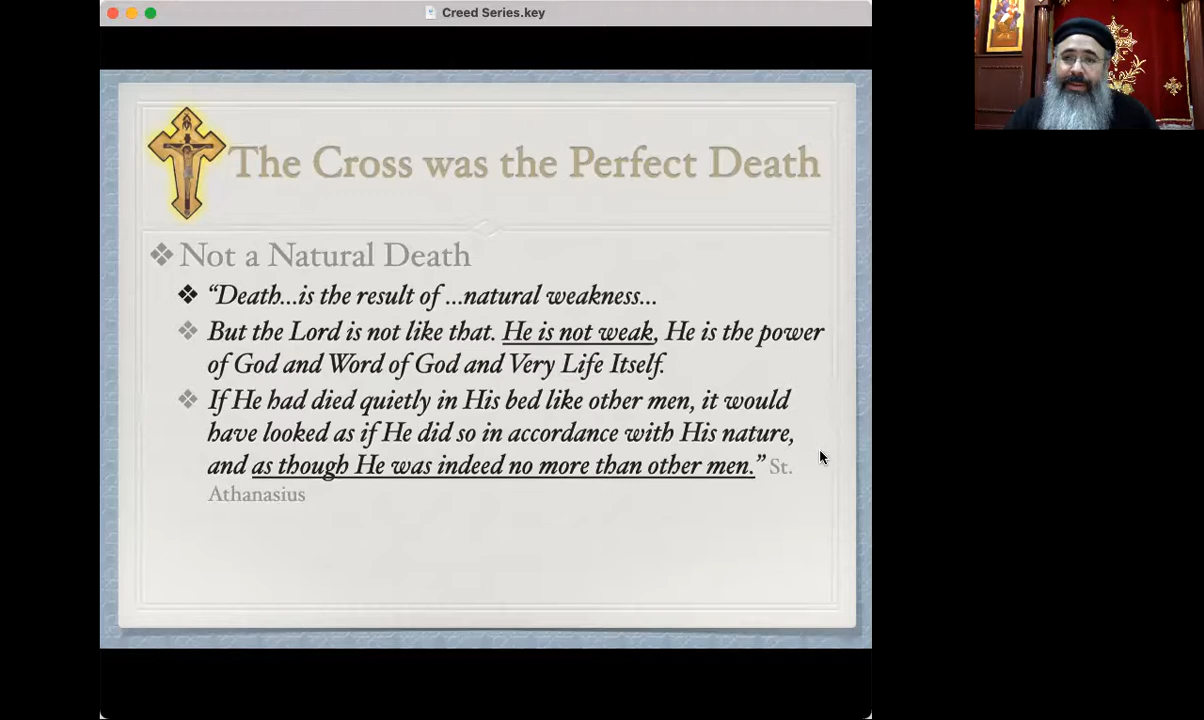 Creed Series.key
The Cross was the Perfect Death
Not a Natural Death
“Death...is the result of ...natural weakness...
But the Lord is not like that. He is not weak, He is the power
of God and Word of God and Very Life Itself.
If He had died quietly in His bed like other men, it would
have looked as if He did so in accordance with His nature,
and as though He was indeed no more than other men.” St.
Athanasius